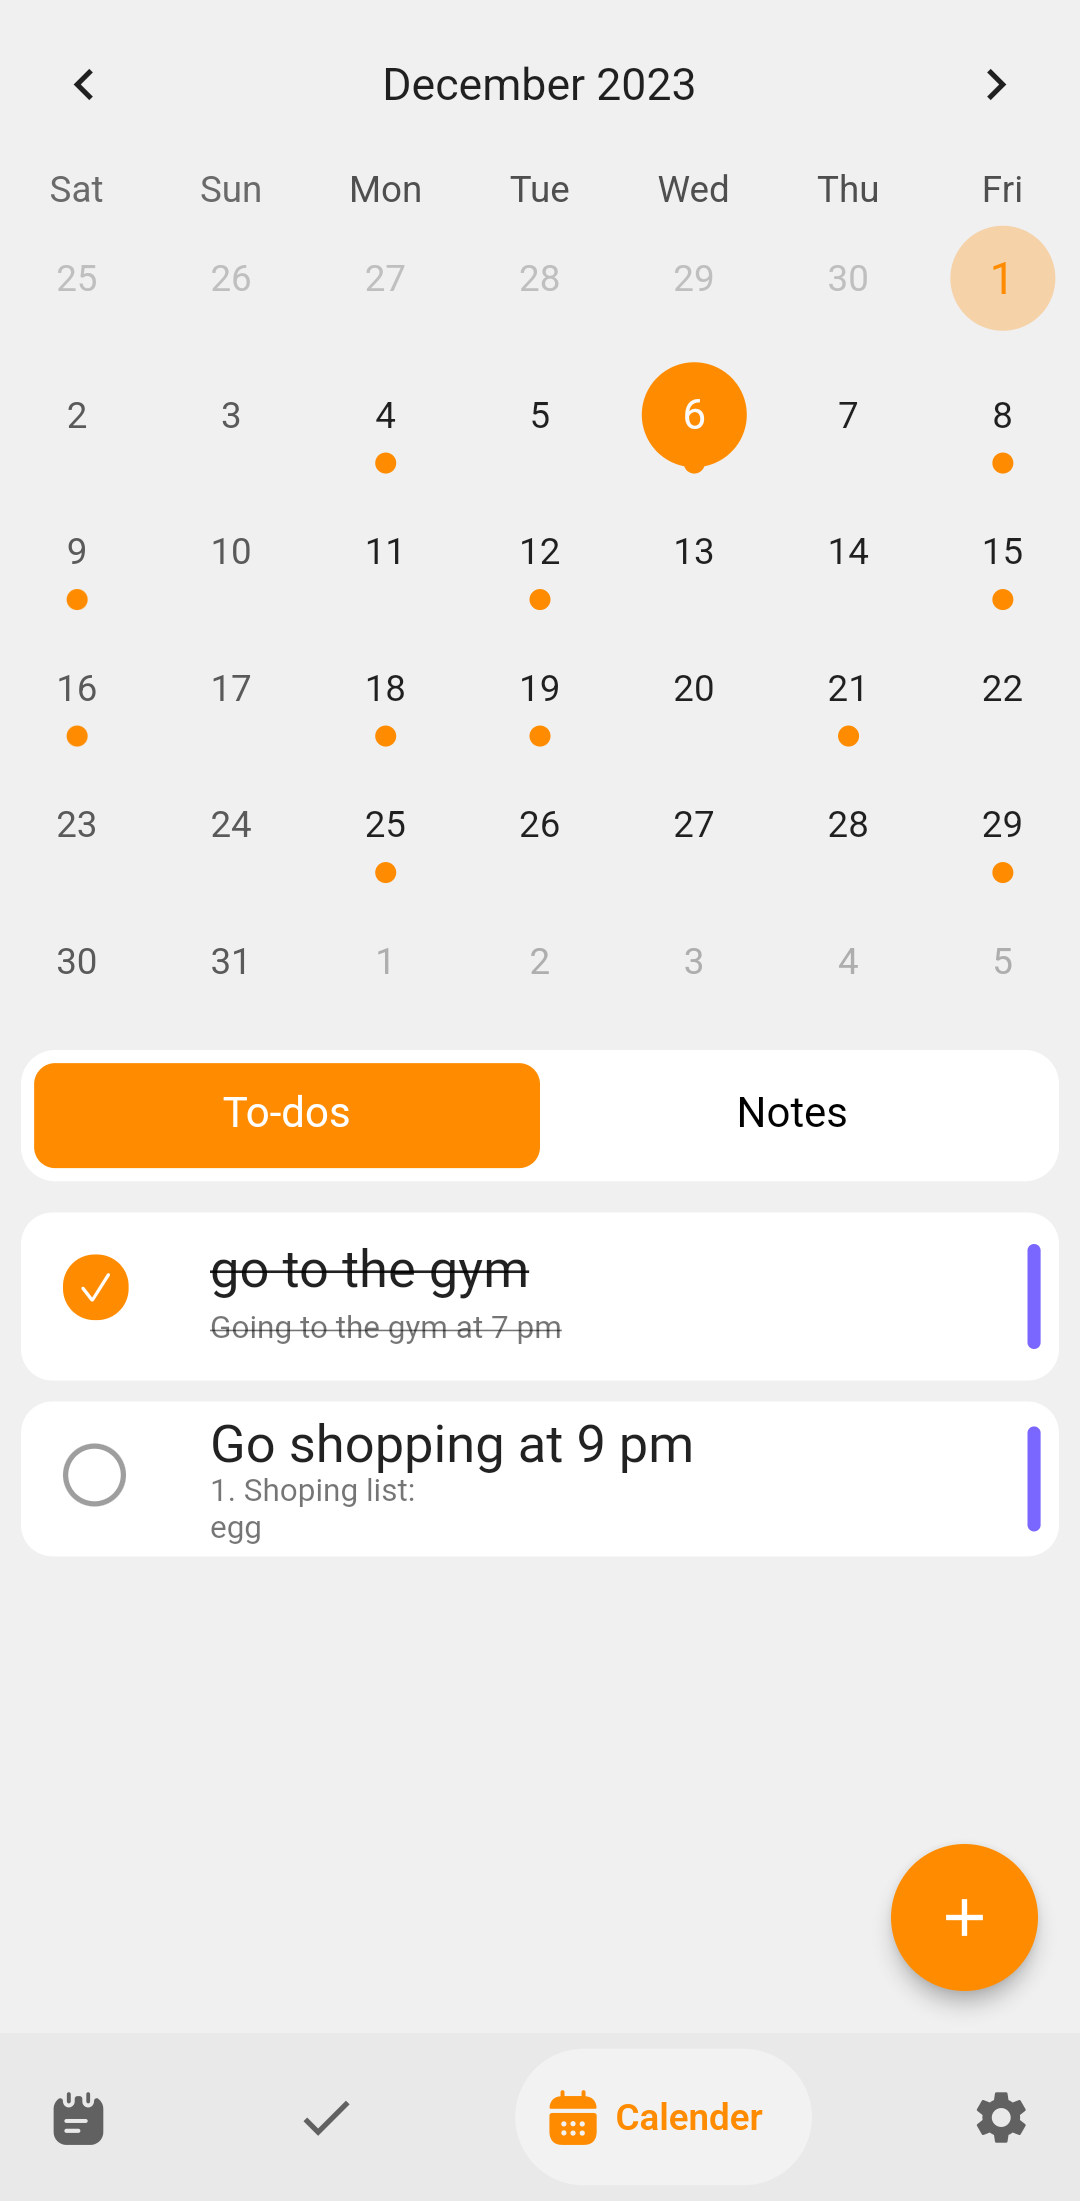 December 2023
Sat Sun Mon Tue Wed Thu Fri
25 26 27 28 29 30 1
2 3 4 5 6 7 8
9 10 11 12 13 14 15
16 17 18 19 20 21 22
23 24 25 26 27 28 29
30 31 1 2 3 4 5
To-dos Notes
go to the gym
Going to the gym at 7 pm
Go shopping at 9 pm
1. Shoping list:
egg
Calender